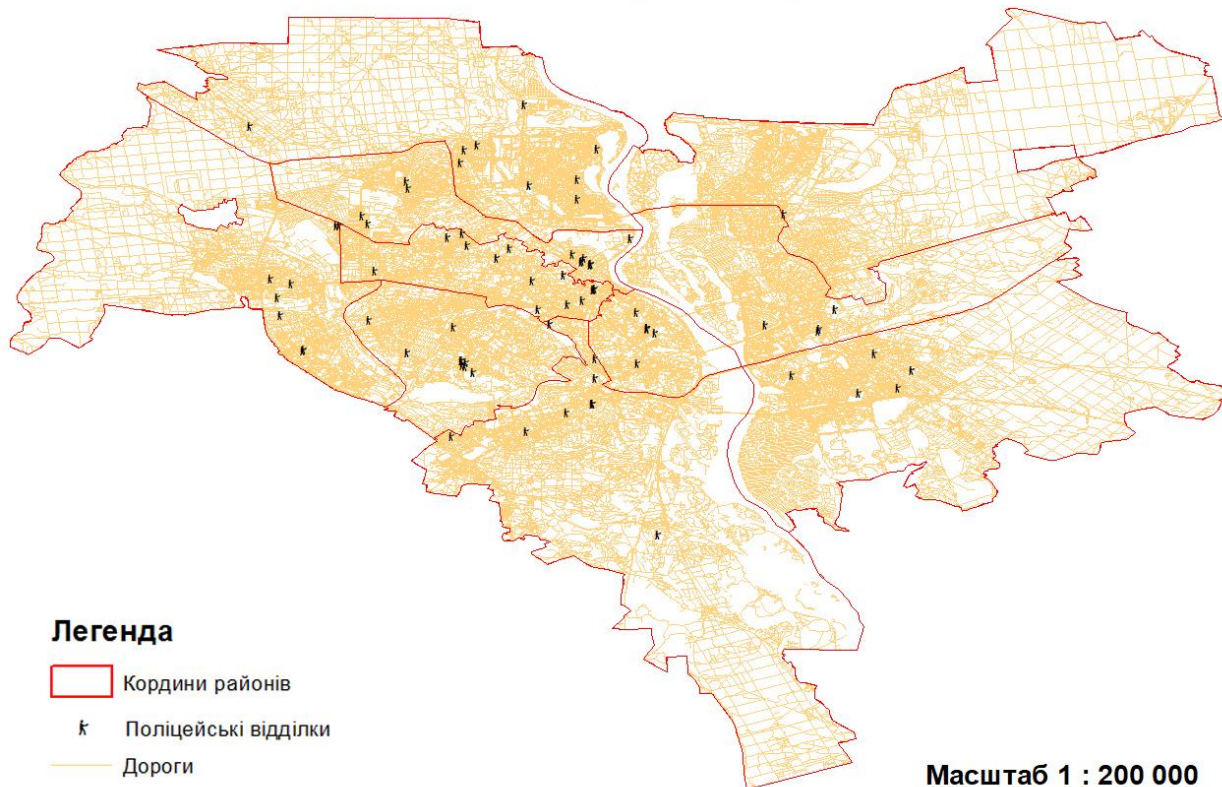 Легенда
Кордини районів
Поліцейські відділки
Дороги
Масштаб 1 : 200 000